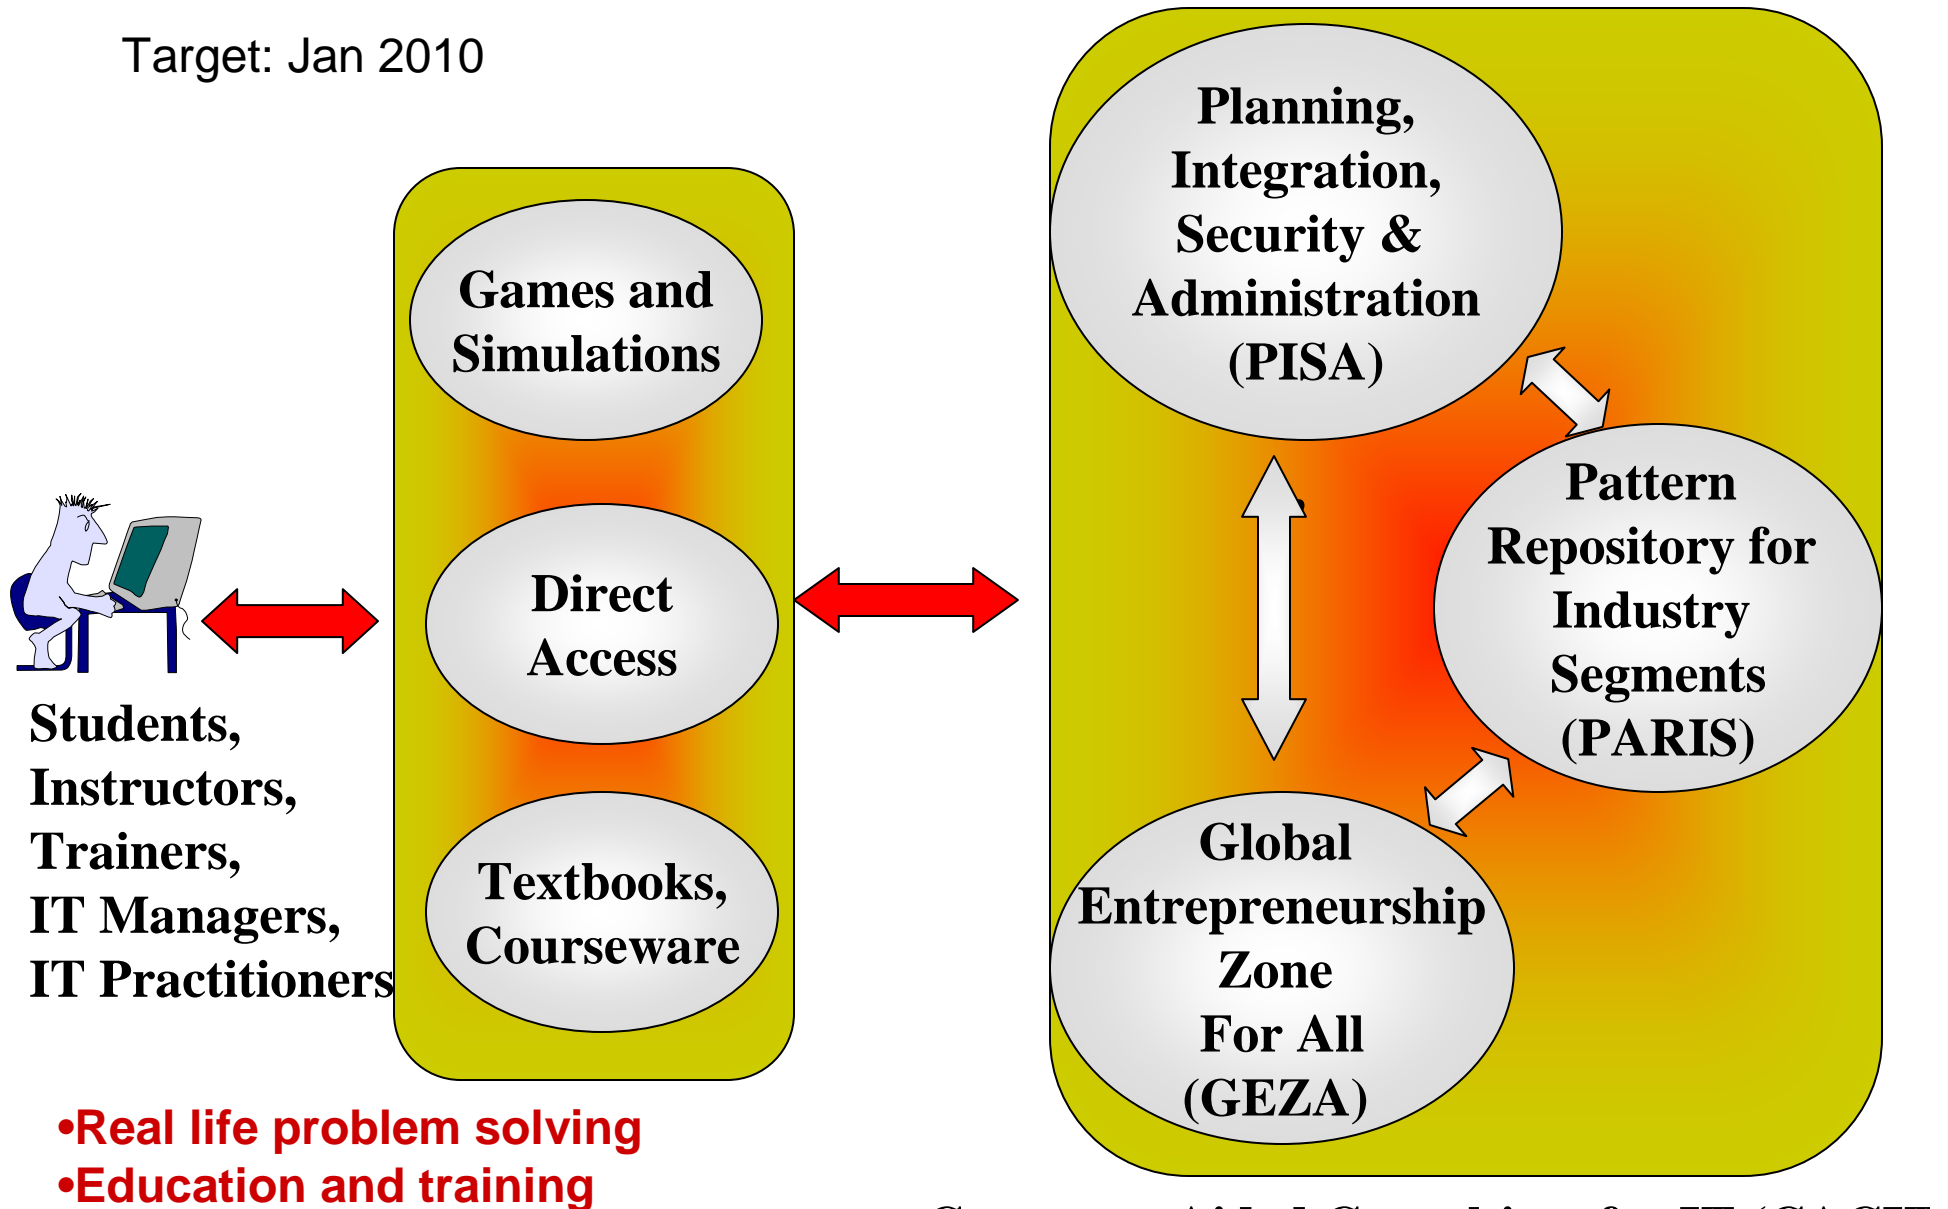 Target: Jan 2010
Planning,
Integration,
Security &
Administration
(PISA)
Games and
Simulations
Pattern
Repository for
Industry
Segments
(PARIS)
Direct
Access
Students,
Instructors,
Trainers,
IT Managers,
IT Practitioners
Textbooks,
Courseware
Global
Entrepreneurship
Zone
For All
(GEZA)
•Real life problem solving
•Education and training